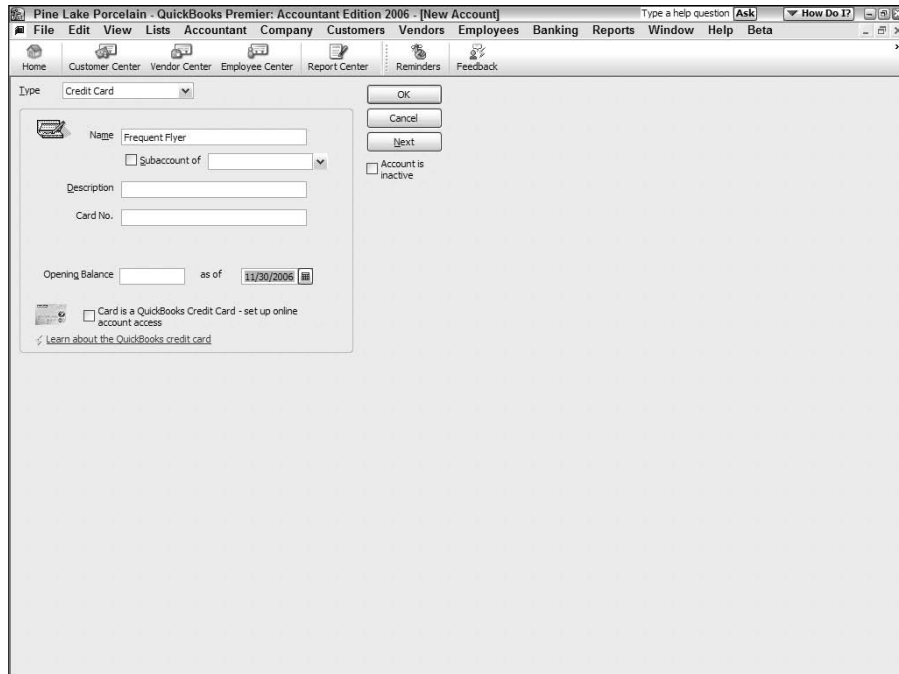 Pine Lake Porcelain - QuickBooks Premier: Accountant Edition 2006 - [New Account]
Type a help question Ask How Do I?
File Edit View Lists Accountant Company Customers Vendors Employees Banking Reports Window Help Beta
Home Customer Center Vendor Center Employee Center Report Center Reminders Feedback
Type Credit Card
OK
Cancel
Next
Account is
inactive
Name Frequent Flyer
Subaccount of
Description
Card No.
Opening Balance as of 11/30/2006
Card is a QuickBooks Credit Card - set up online
account access
Learn about the QuickBooks credit card